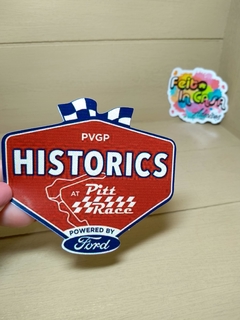 PVGP
HISTORICS
AT Pitt
Race
POWERED BY
Ford
Feito
in Casa